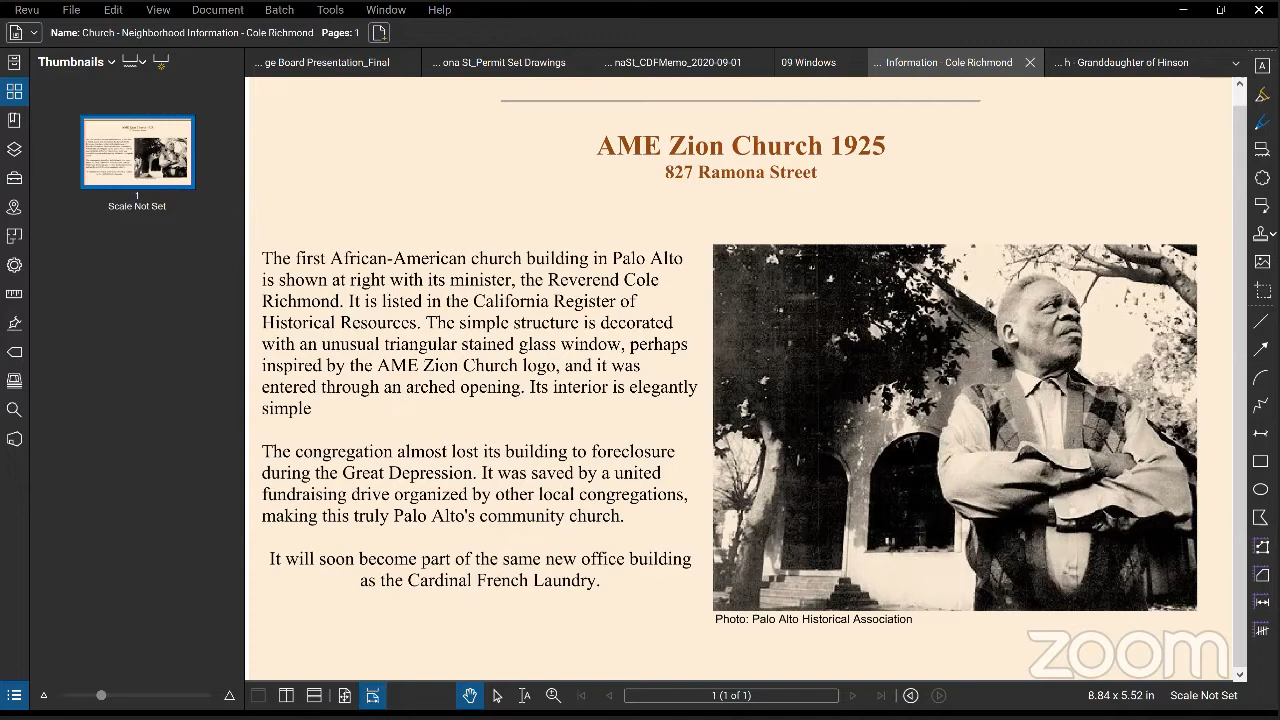 Revu File Edit View Document Batch Tools Window Help
Name: Church - Neighborhood Information - Cole Richmond Pages: 1
Thumbnails
... ge Board Presentation_Final
... ona St_Permit Set Drawings
... naSt_CDFMemo_2020-09-01
09 Windows
... Information - Cole Richmond
... h - Granddaughter of Hinson
1
Scale Not Set
AME Zion Church 1925
827 Ramona Street
The first African-American church building in Palo Alto
is shown at right with its minister, the Reverend Cole
Richmond. It is listed in the California Register of
Historical Resources. The simple structure is decorated
with an unusual triangular stained glass window, perhaps
inspired by the AME Zion Church logo, and it was
entered through an arched opening. Its interior is elegantly
simple
The congregation almost lost its building to foreclosure
during the Great Depression. It was saved by a united
fundraising drive organized by other local congregations,
making this truly Palo Alto's community church.
It will soon become part of the same new office building
as the Cardinal French Laundry.
Photo: Palo Alto Historical Association
zoom
1 (1 of 1)
8.84 x 5.52 in Scale Not Set